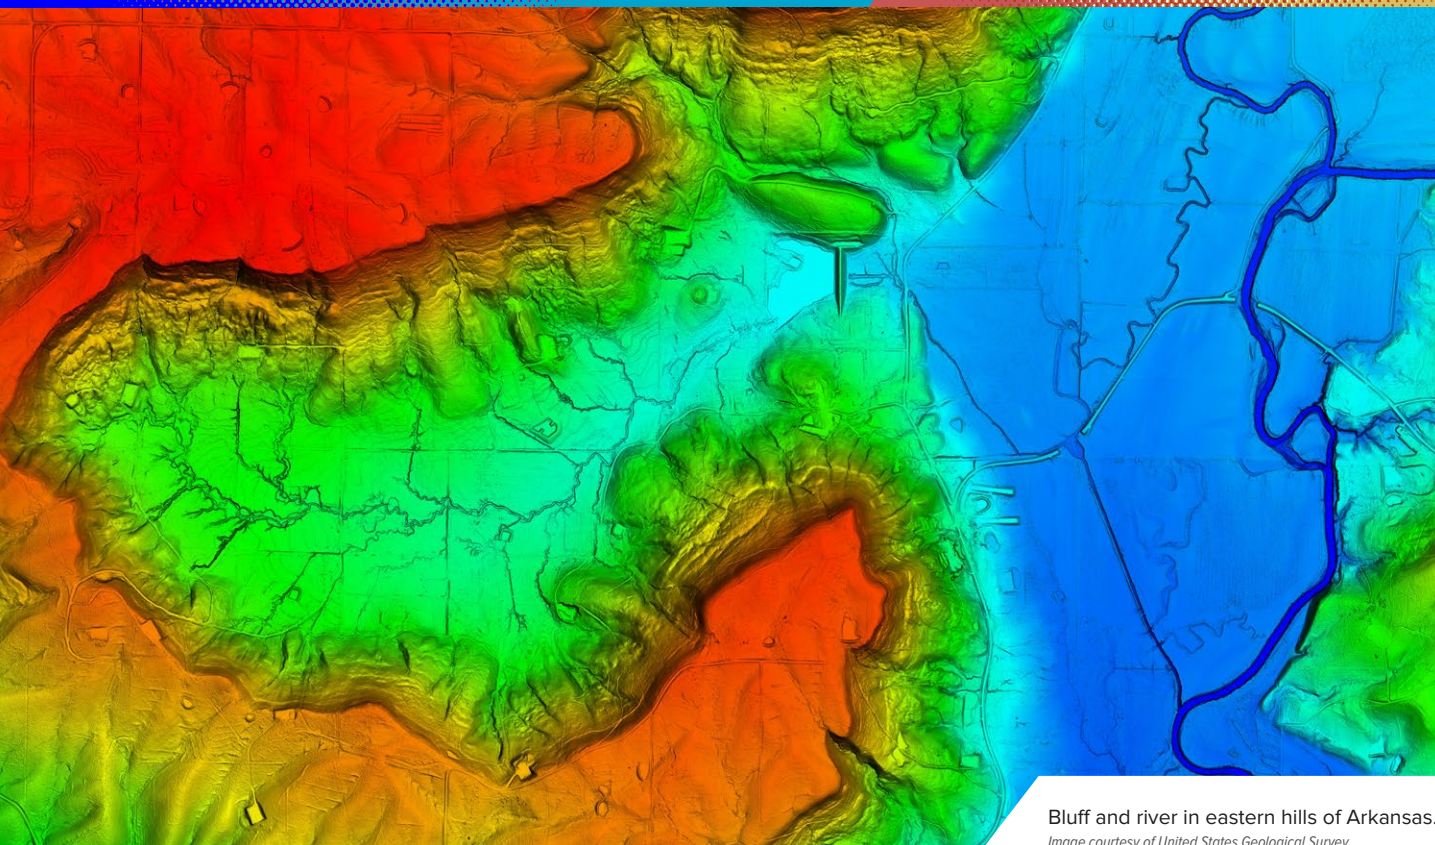 Bluff and river in eastern hills of Arkansas.
Image courtesy of United States Geological Survey